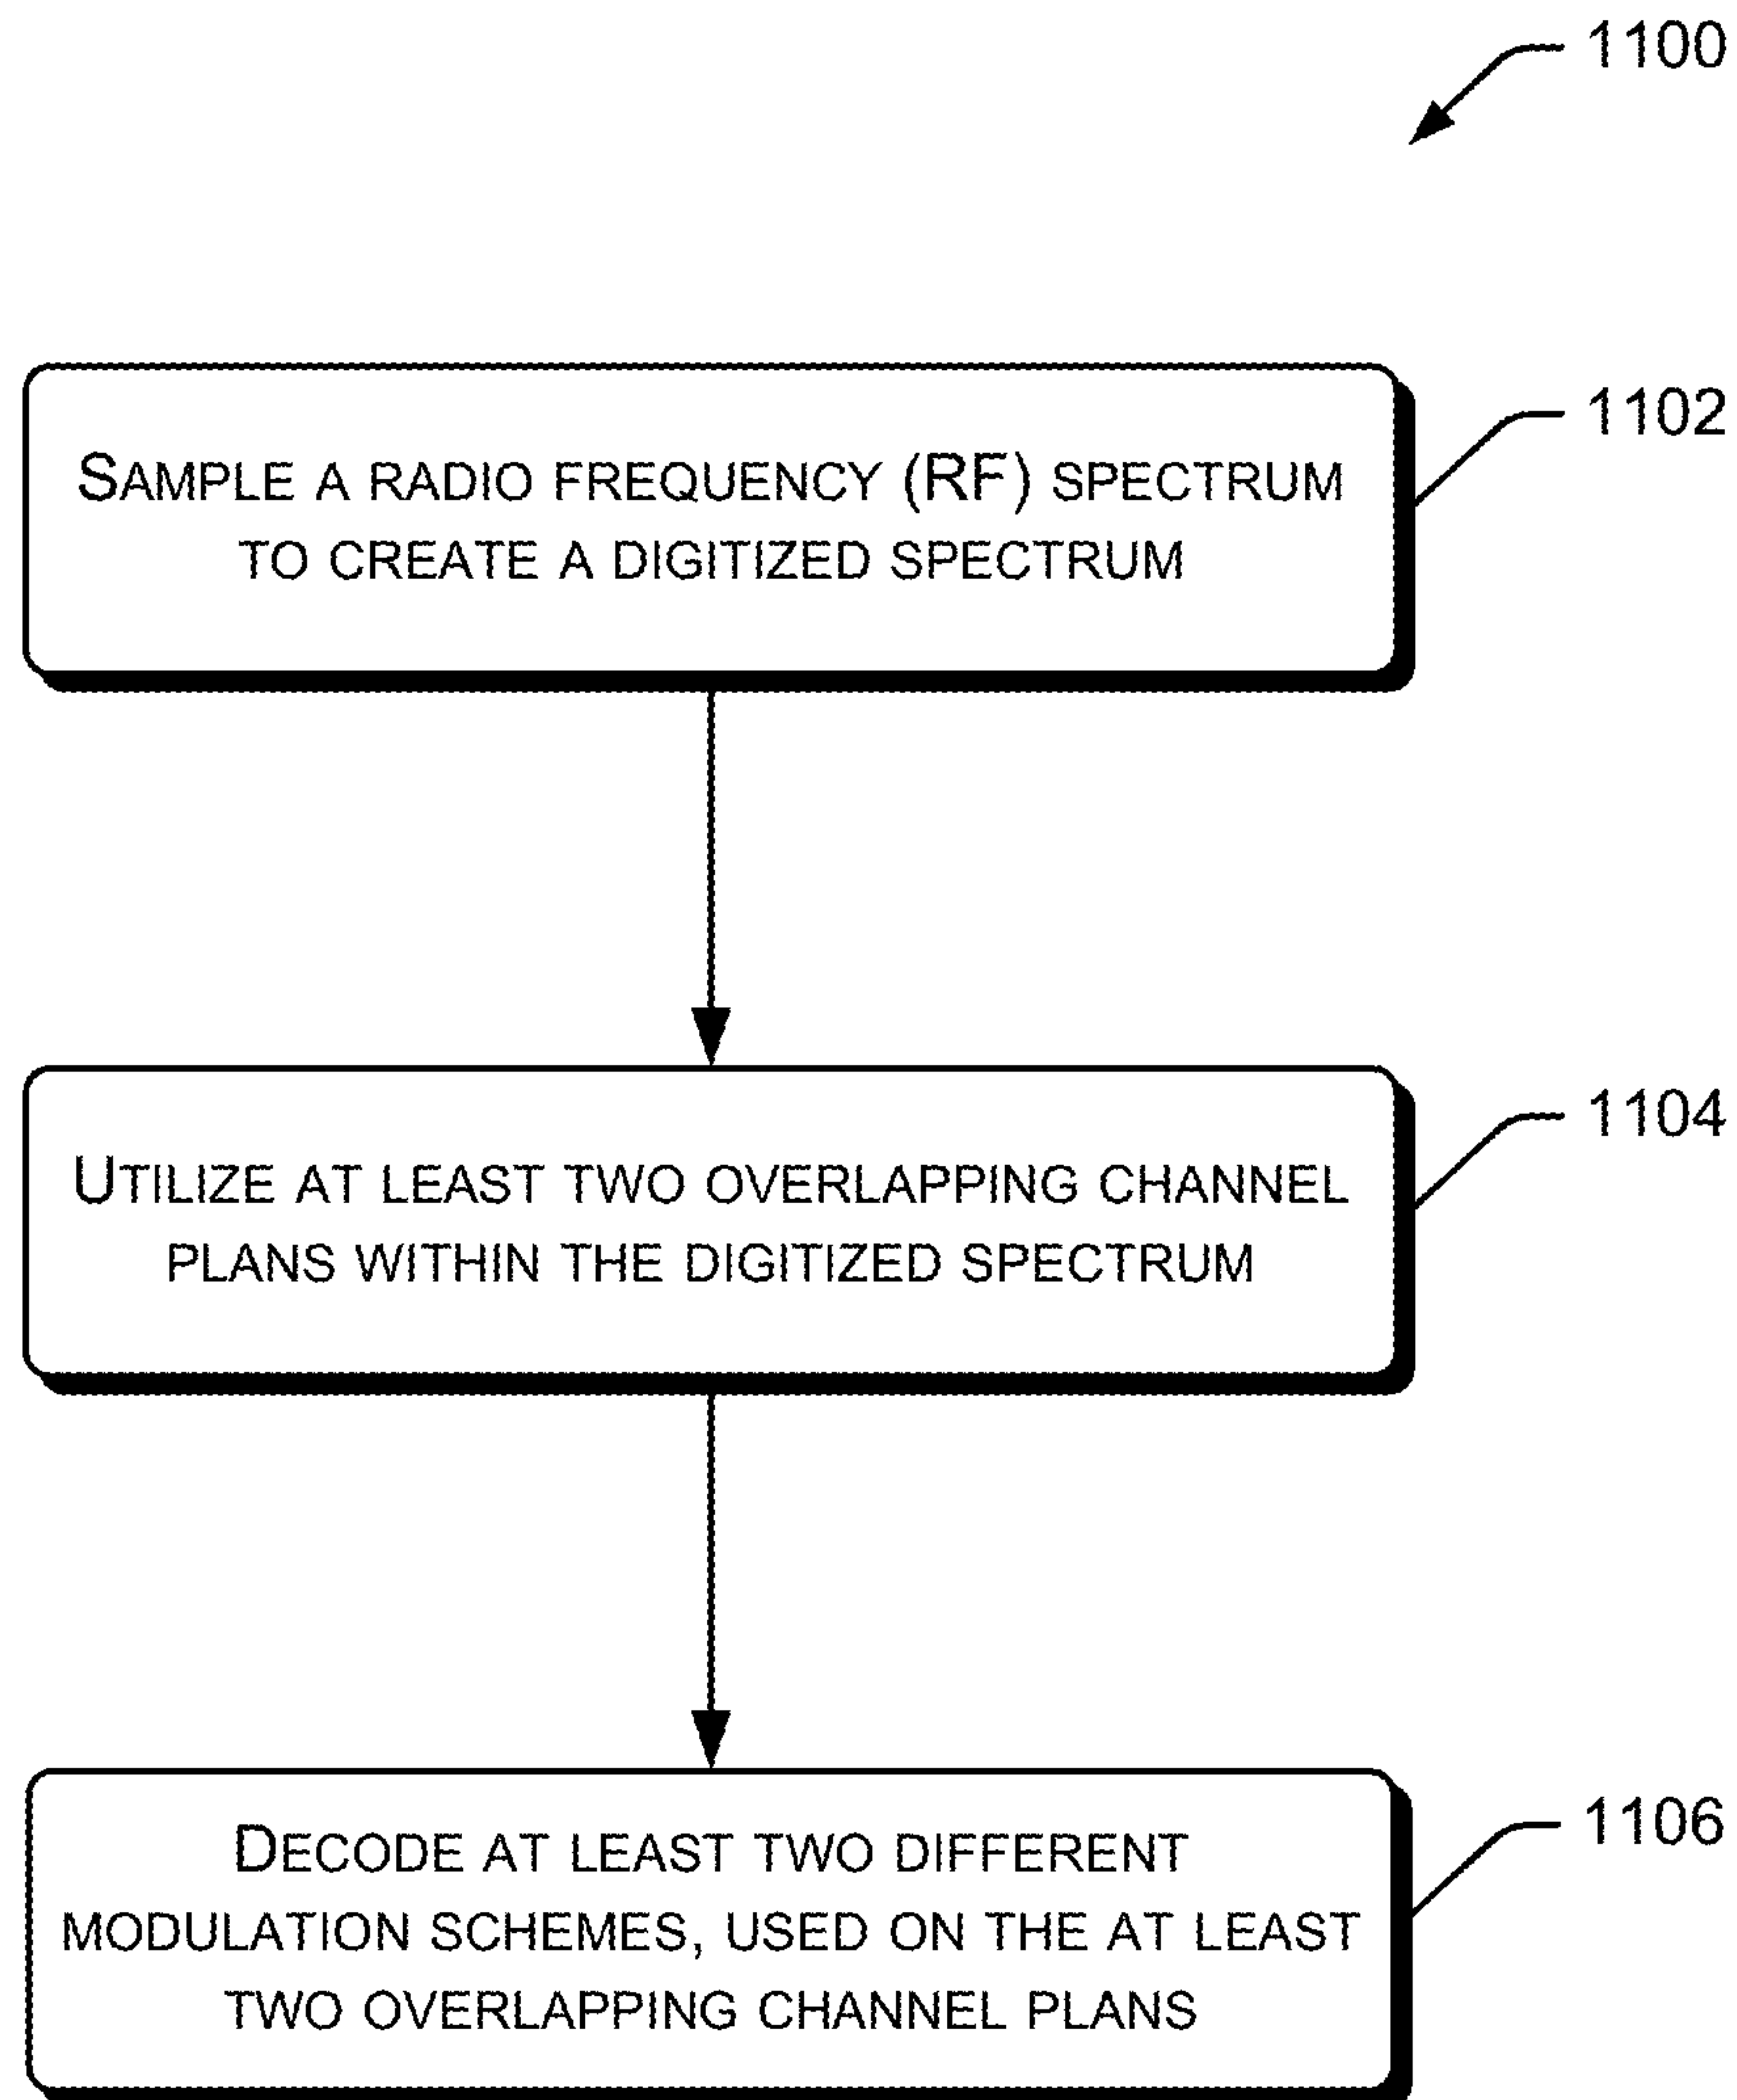 1100
SAMPLE A RADIO FREQUENCY (RF) SPECTRUM
TO CREATE A DIGITIZED SPECTRUM
1102
UTILIZE AT LEAST TWO OVERLAPPING CHANNEL
PLANS WITHIN THE DIGITIZED SPECTRUM
1104
DECODE AT LEAST TWO DIFFERENT
MODULATION SCHEMES, USED ON THE AT LEAST
TWO OVERLAPPING CHANNEL PLANS
1106